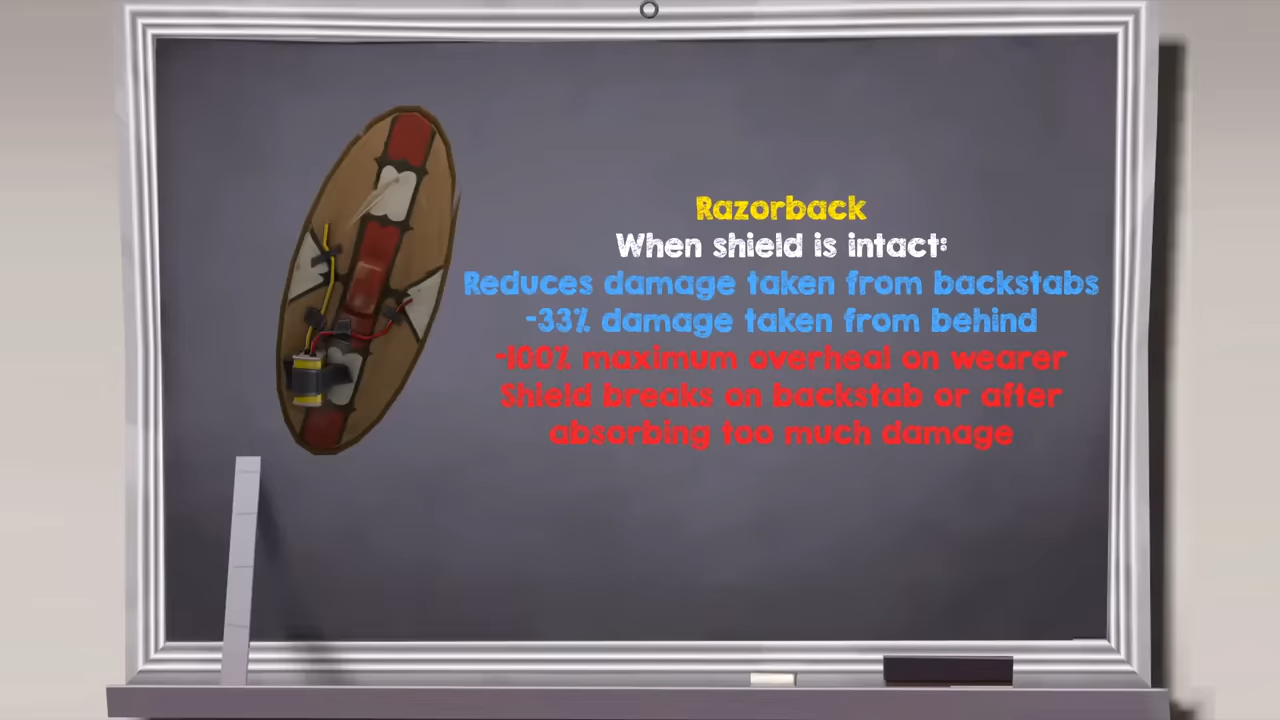 Razorback
When shield is intact:
Reduces damage taken from backstabs
-33% damage taken from behind
-100% maximum overheal on wearer
Shield breaks on backstab or after
absorbing too much damage